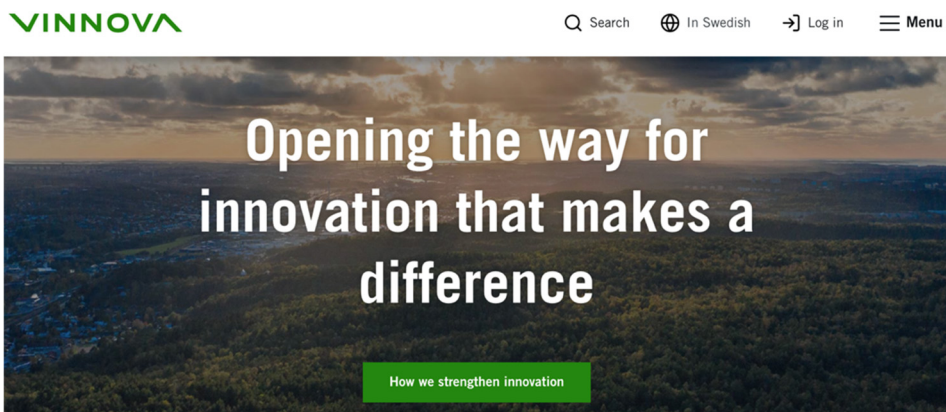 VINNOVA
Search
In Swedish
Log in
Menu
Opening the way for
innovation that makes a
difference
How we strengthen innovation